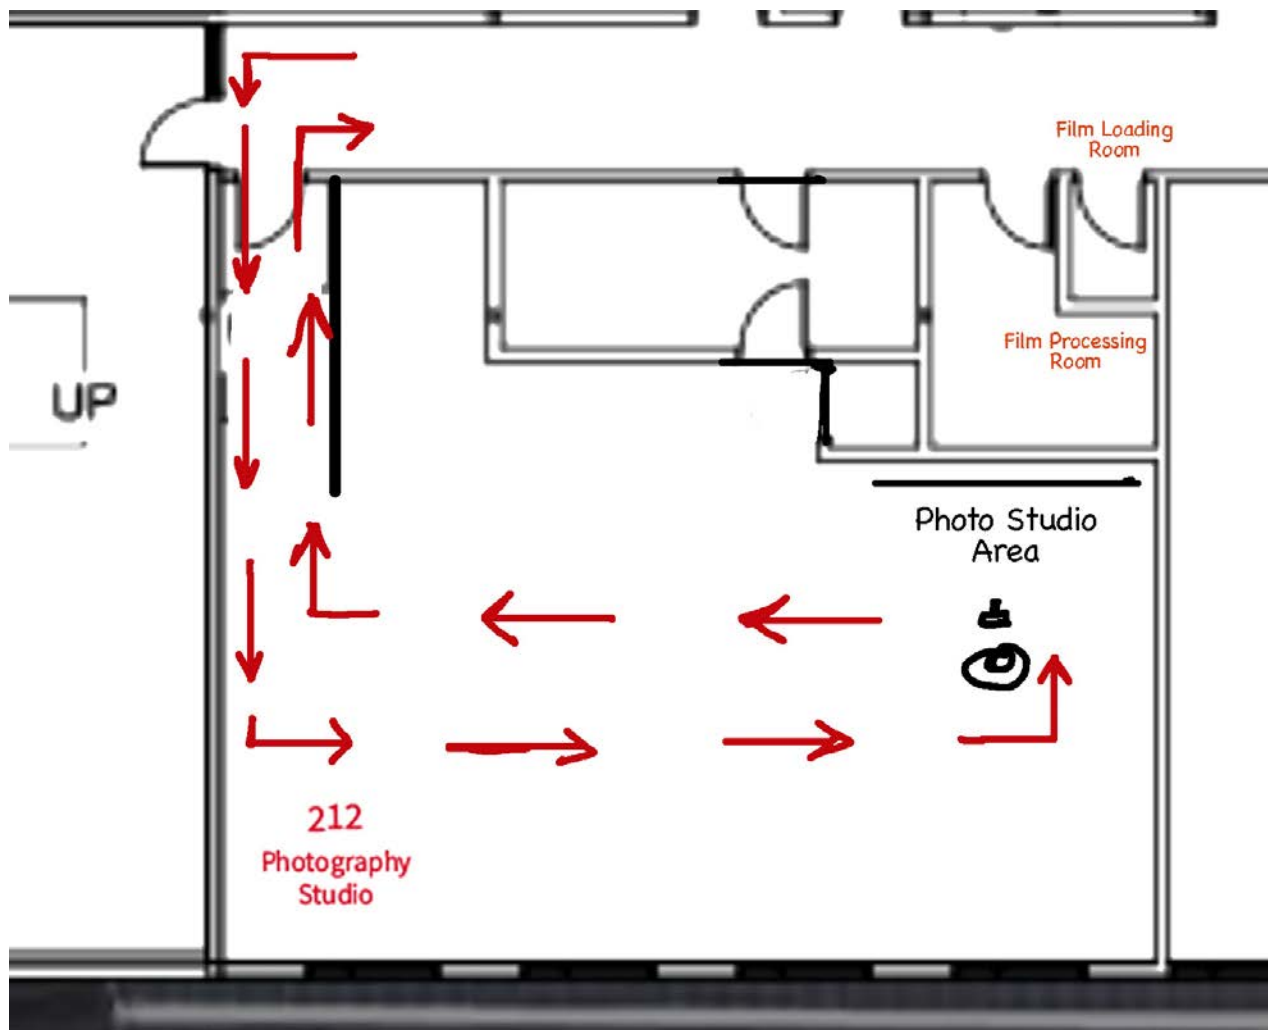 Film Loading
Room
Film Processing
Room
UP
Photo Studio
Area
212
Photography
Studio